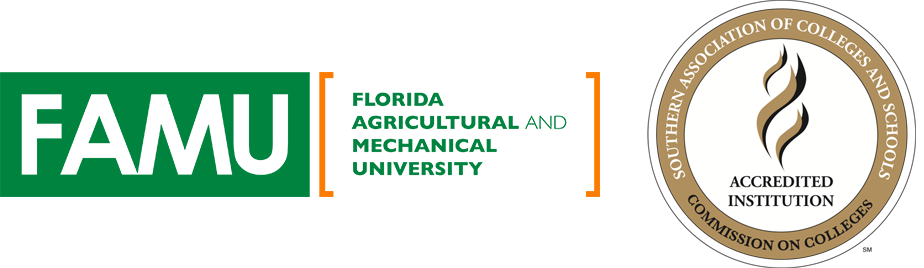 FAMU
FLORIDA
AGRICULTURAL AND
MECHANICAL
UNIVERSITY
SOUTHERN ASSOCIATION OF COLLEGES AND SCHOOLS
ACCREDITED
INSTITUTION
COMMISSION ON COLLEGES
SM